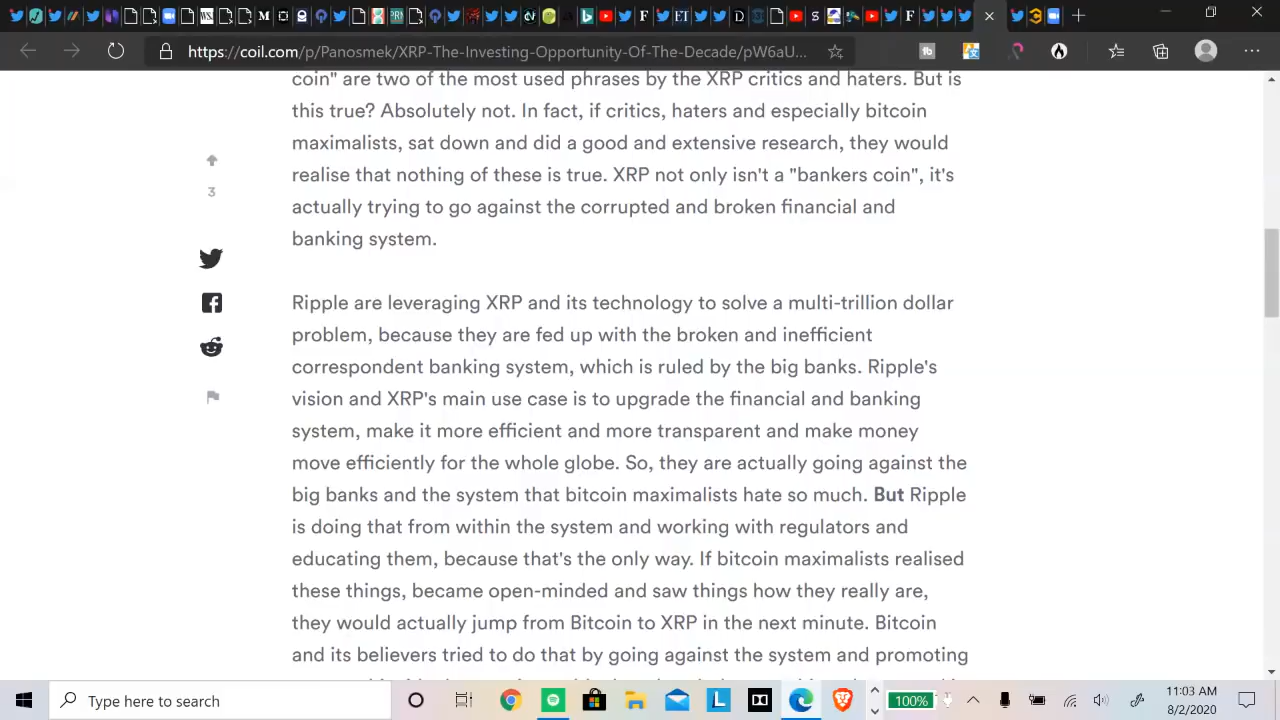 https://coil.com/p/Panosmek/XRP-The-Investing-Opportunity-Of-The-Decade/pW6aU...
coin" are two of the most used phrases by the XRP critics and haters. But is
this true? Absolutely not. In fact, if critics, haters and especially bitcoin
maximalists, sat down and did a good and extensive research, they would
realise that nothing of these is true. XRP not only isn't a "bankers coin", it's
actually trying to go against the corrupted and broken financial and
banking system.
3
Ripple are leveraging XRP and its technology to solve a multi-trillion dollar
problem, because they are fed up with the broken and inefficient
correspondent banking system, which is ruled by the big banks. Ripple's
vision and XRP's main use case is to upgrade the financial and banking
system, make it more efficient and more transparent and make money
move efficiently for the whole globe. So, they are actually going against the
big banks and the system that bitcoin maximalists hate so much. But Ripple
is doing that from within the system and working with regulators and
educating them, because that's the only way. If bitcoin maximalists realised
these things, became open-minded and saw things how they really are,
they would actually jump from Bitcoin to XRP in the next minute. Bitcoin
and its believers tried to do that by going against the system and promoting
Type here to search
100%
11:03 AM
8/2/2020